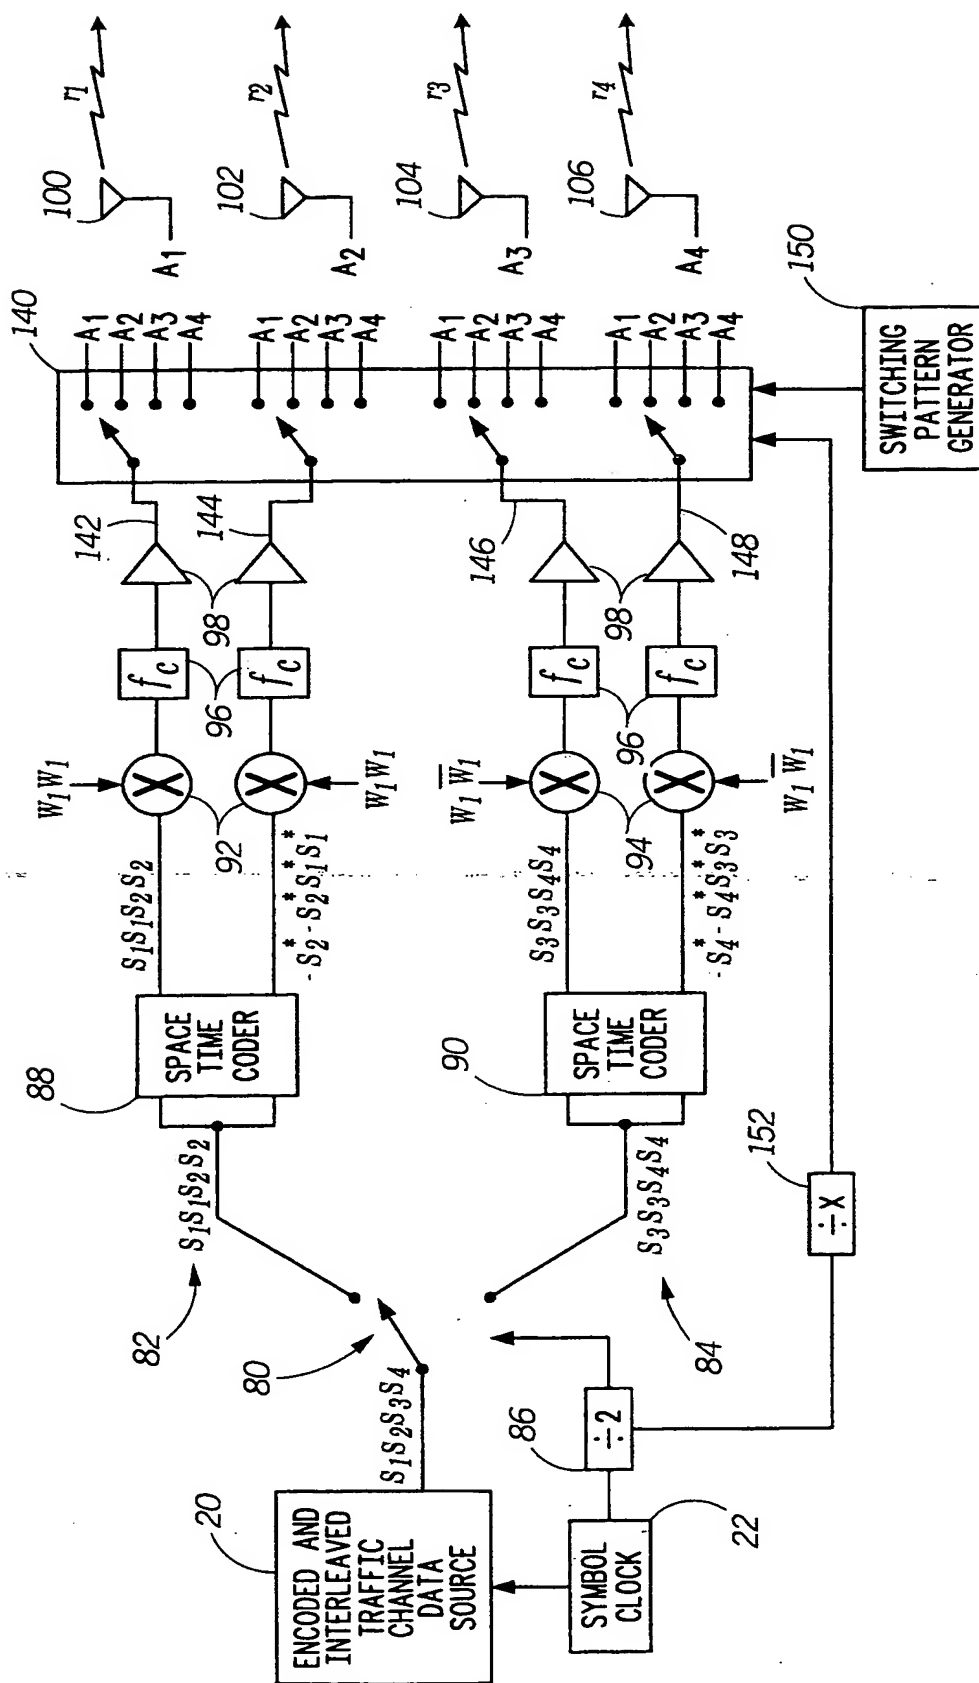 20
ENCODED AND
INTERLEAVED
TRAFFIC
CHANNEL
DATA
SOURCE
SYMBOL
CLOCK
22
S1S2S3S4
86
÷2
80
82
S1S1S2S2
84
S3S3S4S4
152
÷X
88
SPACE
TIME
CODER
90
SPACE
TIME
CODER
S1S1S2S2
-S2*-S2*S1*S1*
S3S3S4S4
-S4*-S4*S3*S3*
W1W1
X
92
X
W1W1
W1W̅1
X
94
X
W1W̅1
fc
96
fc
fc
96
fc
98
98
142
144
146
148
140
A1
A2
A3
A4
A1
A2
A3
A4
A1
A2
A3
A4
A1
A2
A3
A4
150
SWITCHING
PATTERN
GENERATOR
100
A1
r1
102
A2
r2
104
A3
r3
106
A4
r4